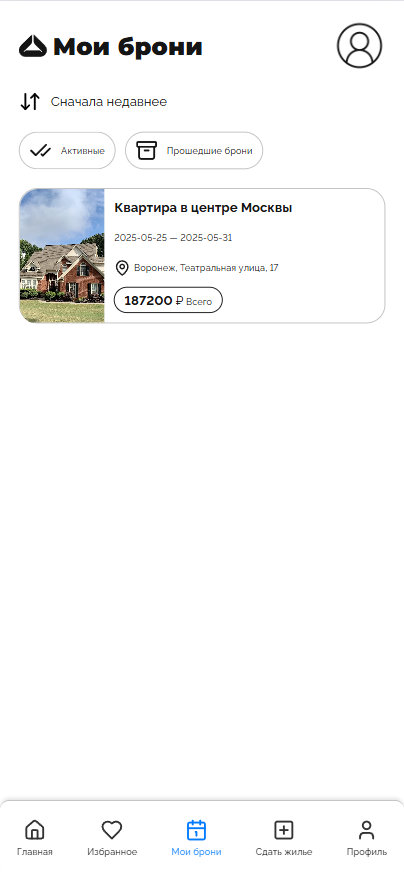 Мои брони
Сначала недавнее
Активные
Прошедшие брони
Квартира в центре Москвы
2025-05-25 — 2025-05-31
Воронеж, Театральная улица, 17
187200 ₽ Всего
1
Главная
Избранное
Мои брони
Сдать жилье
Профиль